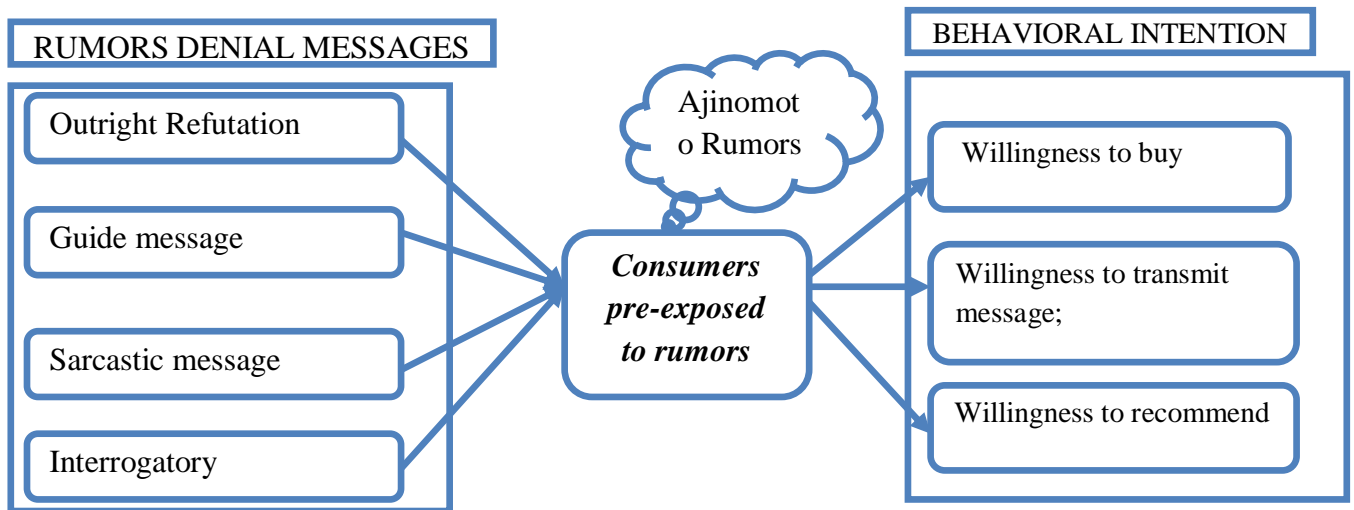 RUMORS DENIAL MESSAGES
Outright Refutation
Guide message
Sarcastic message
Interrogatory
Ajinomot
o Rumors
Consumers
pre-exposed
to rumors
BEHAVIORAL INTENTION
Willingness to buy
Willingness to transmit
message;
Willingness to recommend